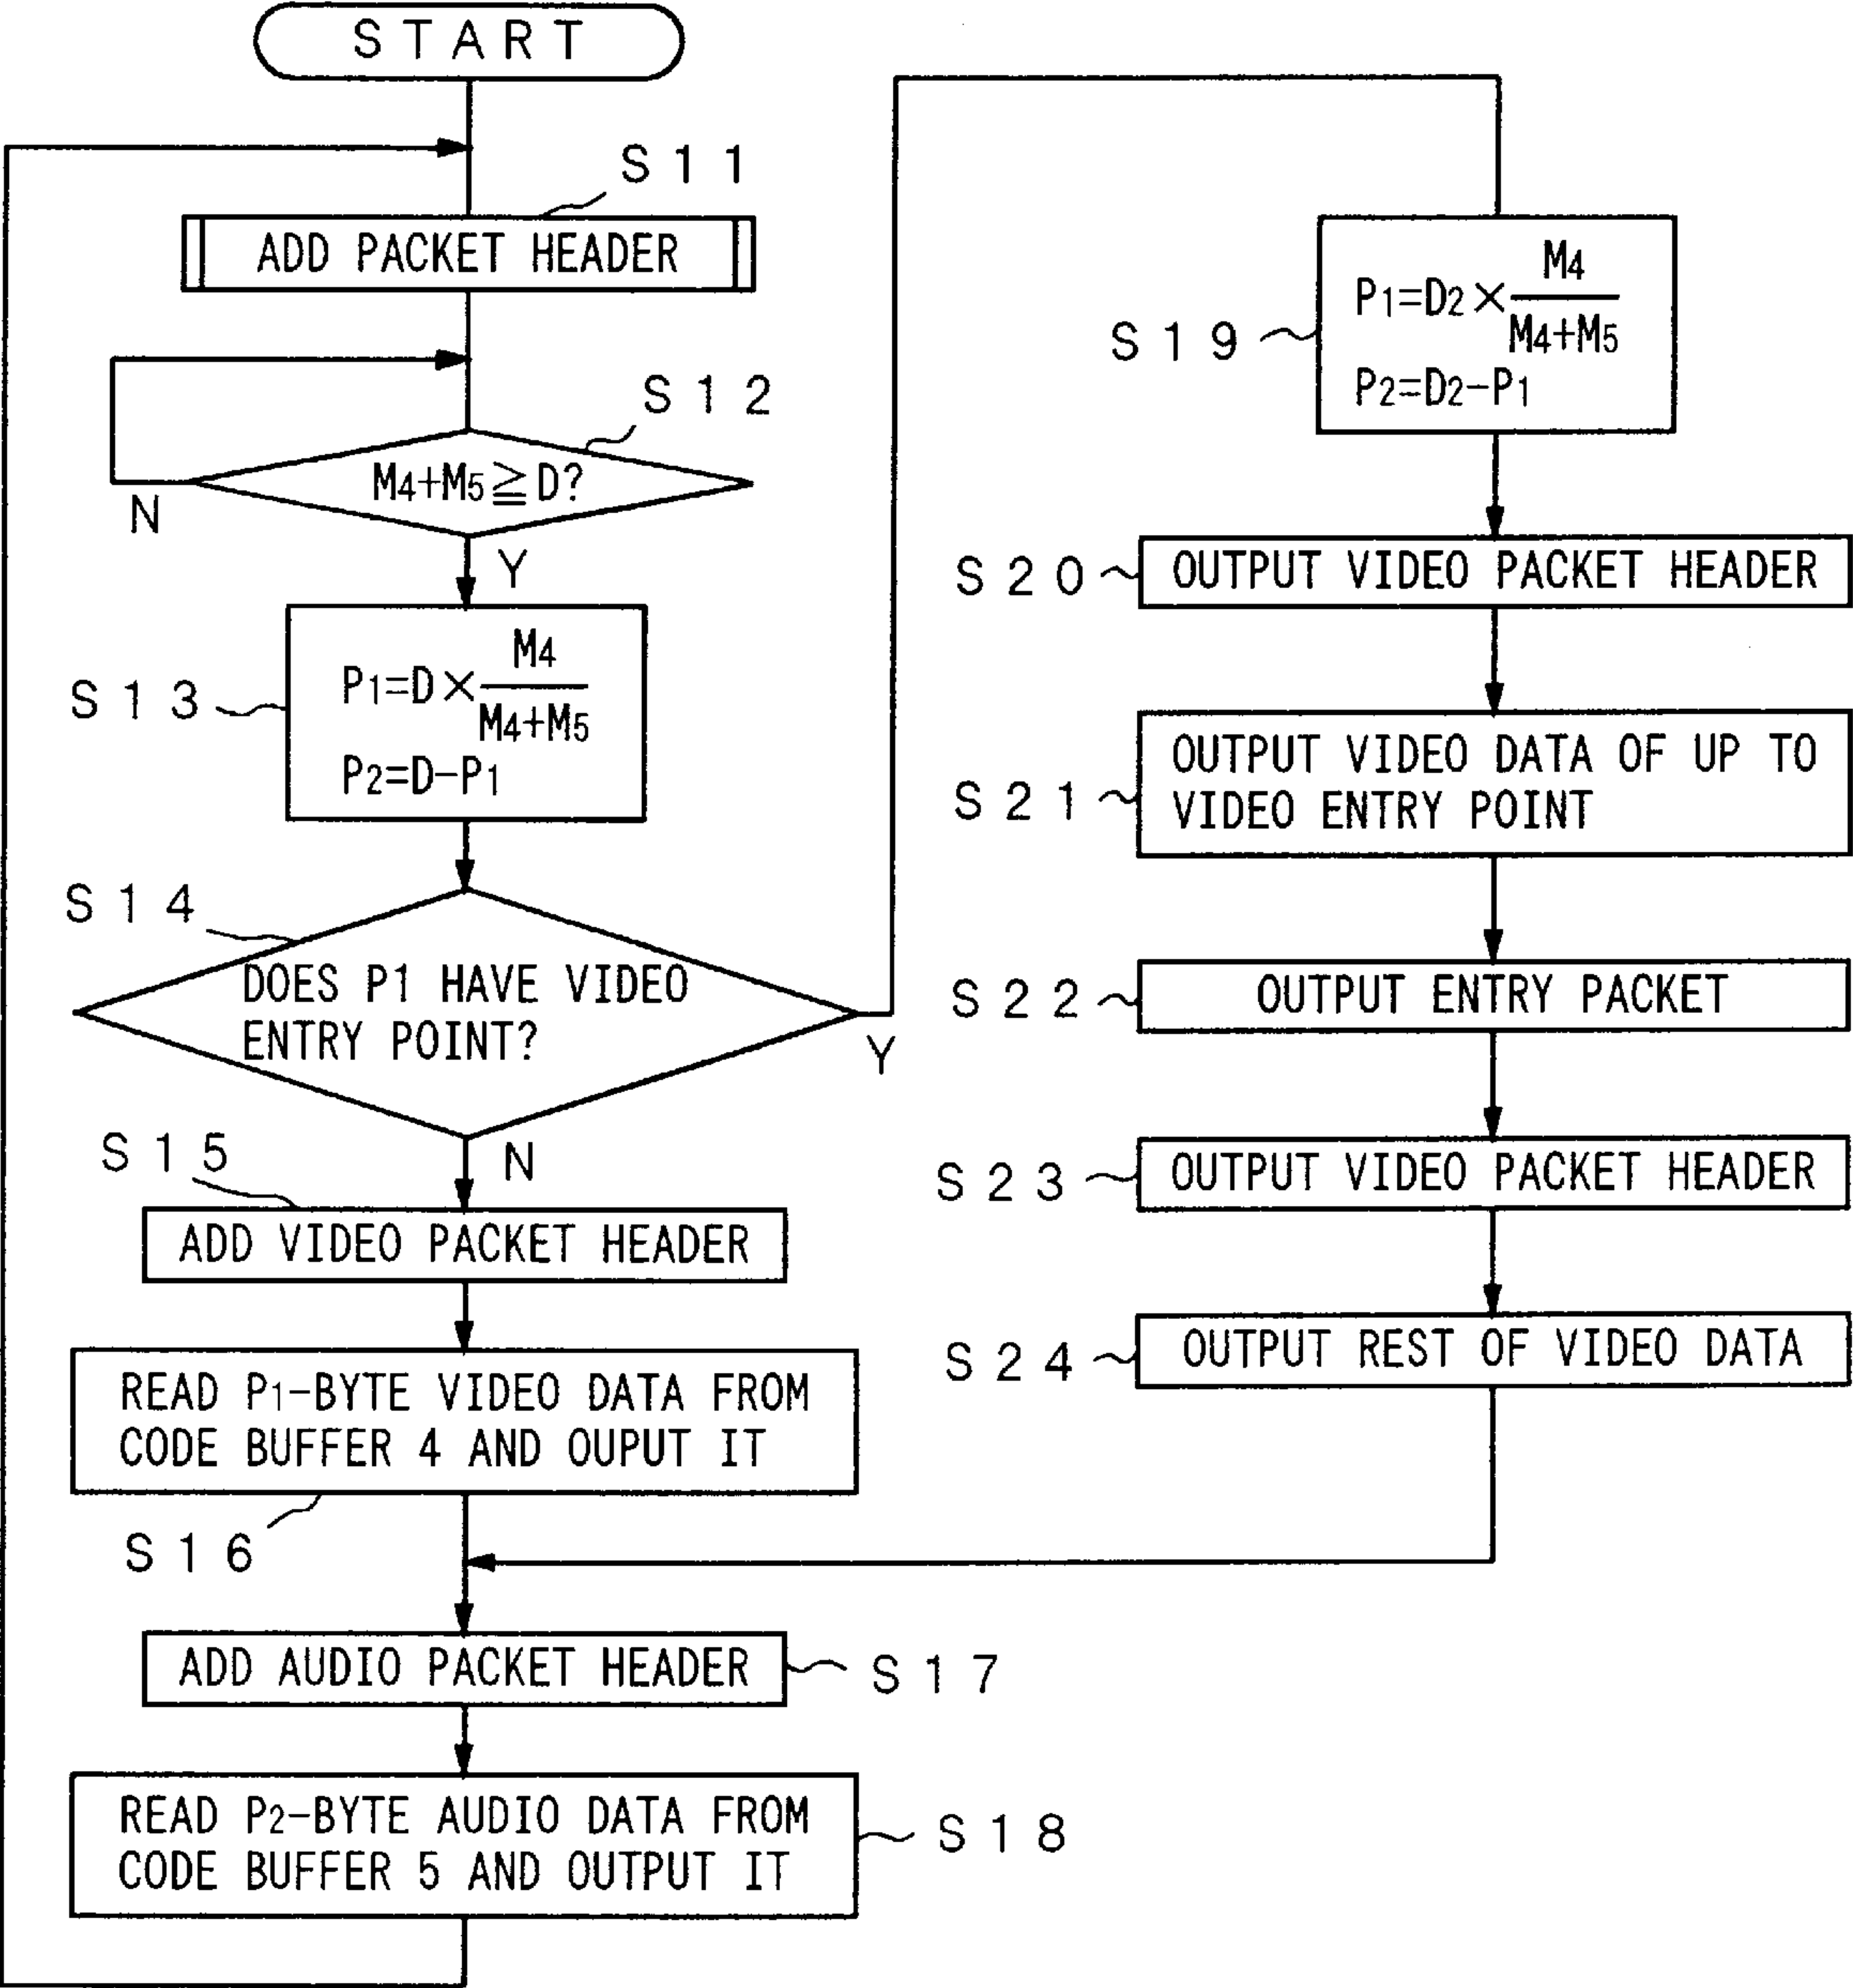 START
S11
ADD PACKET HEADER
S12
M4+M5≧D?
N
Y
S13
P1=D×M4/M4+M5
P2=D−P1
S14
DOES P1 HAVE VIDEO
ENTRY POINT?
Y
N
S15
ADD VIDEO PACKET HEADER
READ P1−BYTE VIDEO DATA FROM
CODE BUFFER 4 AND OUPUT IT
S16
ADD AUDIO PACKET HEADER
S17
READ P2−BYTE AUDIO DATA FROM
CODE BUFFER 5 AND OUTPUT IT
S18
S19
P1=D2×M4/M4+M5
P2=D2−P1
S20
OUTPUT VIDEO PACKET HEADER
S21
OUTPUT VIDEO DATA OF UP TO
VIDEO ENTRY POINT
S22
OUTPUT ENTRY PACKET
S23
OUTPUT VIDEO PACKET HEADER
S24
OUTPUT REST OF VIDEO DATA